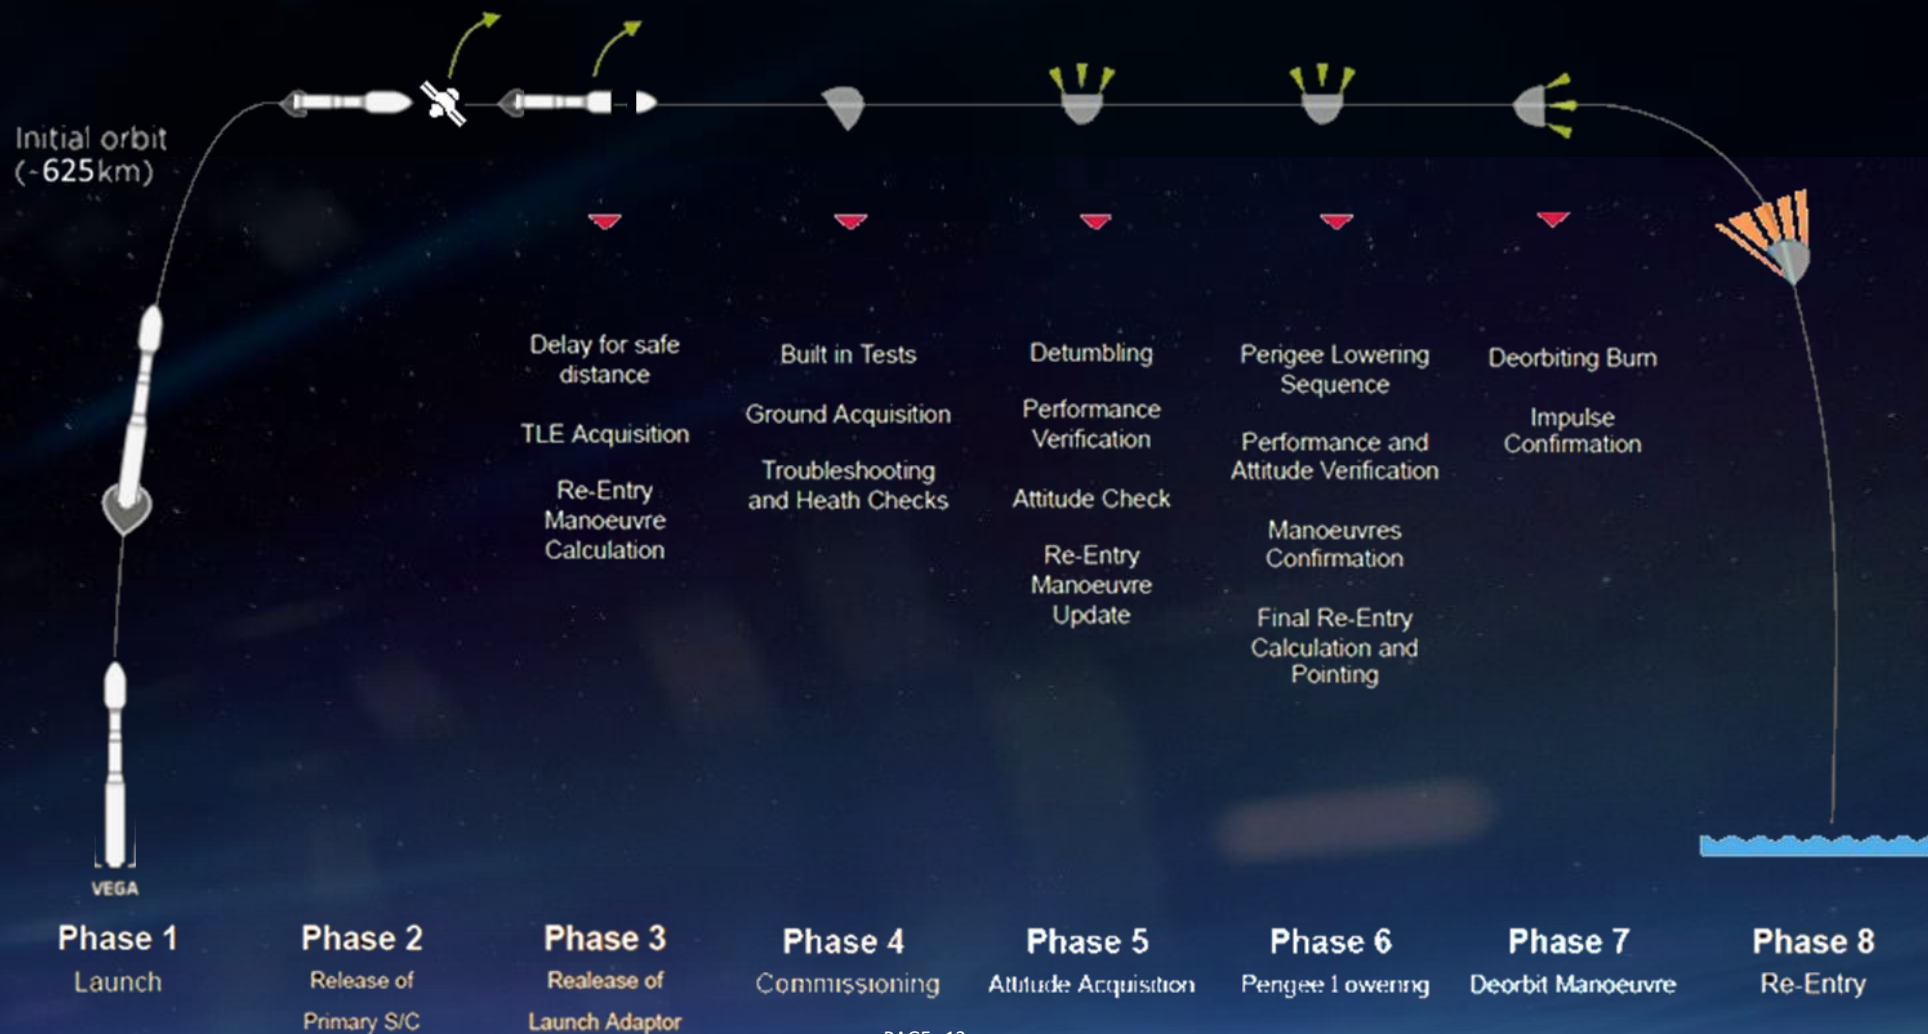 Initial orbit
(~625km)
Delay for safe
distance
TLE Acquisition
Re-Entry
Manoeuvre
Calculation
Built in Tests
Ground Acquisition
Troubleshooting
and Heath Checks
Detumbling
Performance
Verification
Attitude Check
Re-Entry
Manoeuvre
Update
Perigee Lowering
Sequence
Performance and
Attitude Verification
Manoeuvres
Confirmation
Final Re-Entry
Calculation and
Pointing
Deorbiting Burn
Impulse
Confirmation
VEGA
Phase 1
Launch
Phase 2
Release of
Primary S/C
Phase 3
Realease of
Launch Adaptor
Phase 4
Commissioning
Phase 5
Attitude Acquisition
Phase 6
Perigee Lowering
Phase 7
Deorbit Manoeuvre
Phase 8
Re-Entry